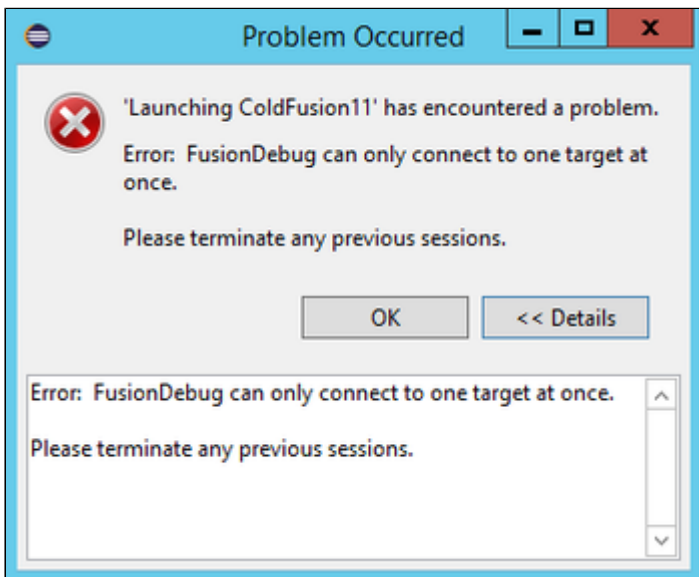 Problem Occurred
'Launching ColdFusion11' has encountered a problem.
Error:  FusionDebug can only connect to one target at
once.
Please terminate any previous sessions.
OK
<< Details
Error:  FusionDebug can only connect to one target at once.
Please terminate any previous sessions.